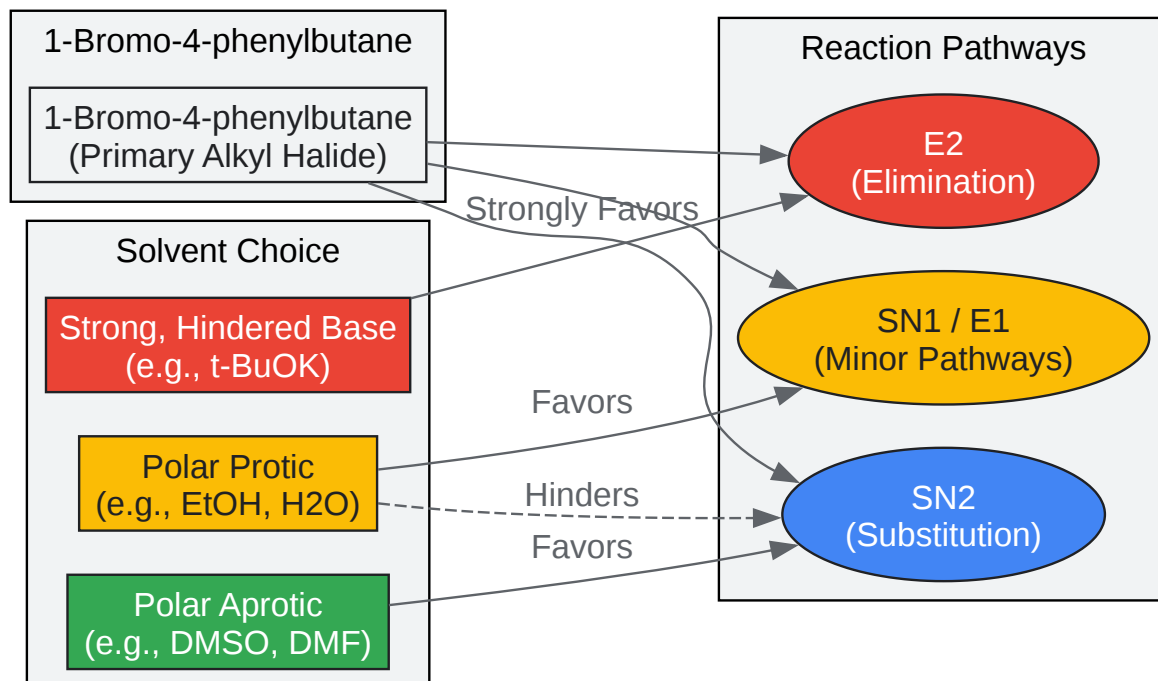 1-Bromo-4-phenylbutane
1-Bromo-4-phenylbutane
(Primary Alkyl Halide)
Solvent Choice
Strong, Hindered Base
(e.g., t-BuOK)
Polar Protic
(e.g., EtOH, H2O)
Polar Aprotic
(e.g., DMSO, DMF)
Strongly Favors
Favors
Hinders
Favors
Reaction Pathways
E2
(Elimination)
SN1 / E1
(Minor Pathways)
SN2
(Substitution)